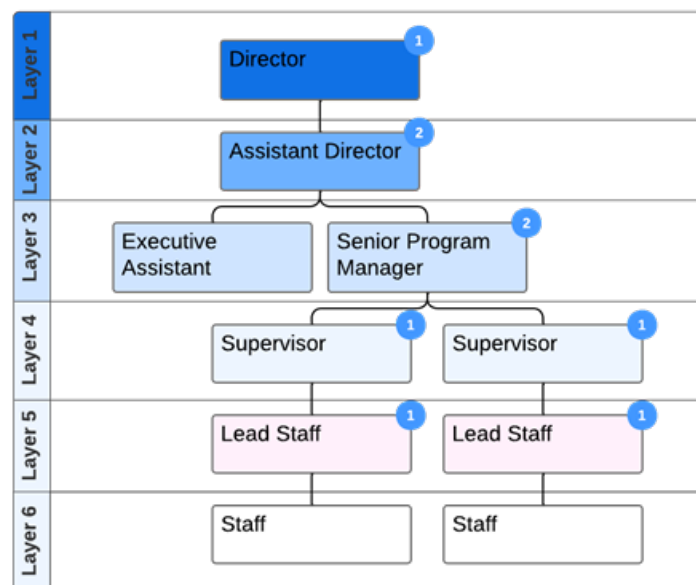 Layer 1
Director
1
Layer 2
Assistant Director
2
Layer 3
Executive
Assistant
Senior Program
Manager
2
Layer 4
Supervisor
1
Supervisor
1
Layer 5
Lead Staff
1
Lead Staff
1
Layer 6
Staff
Staff